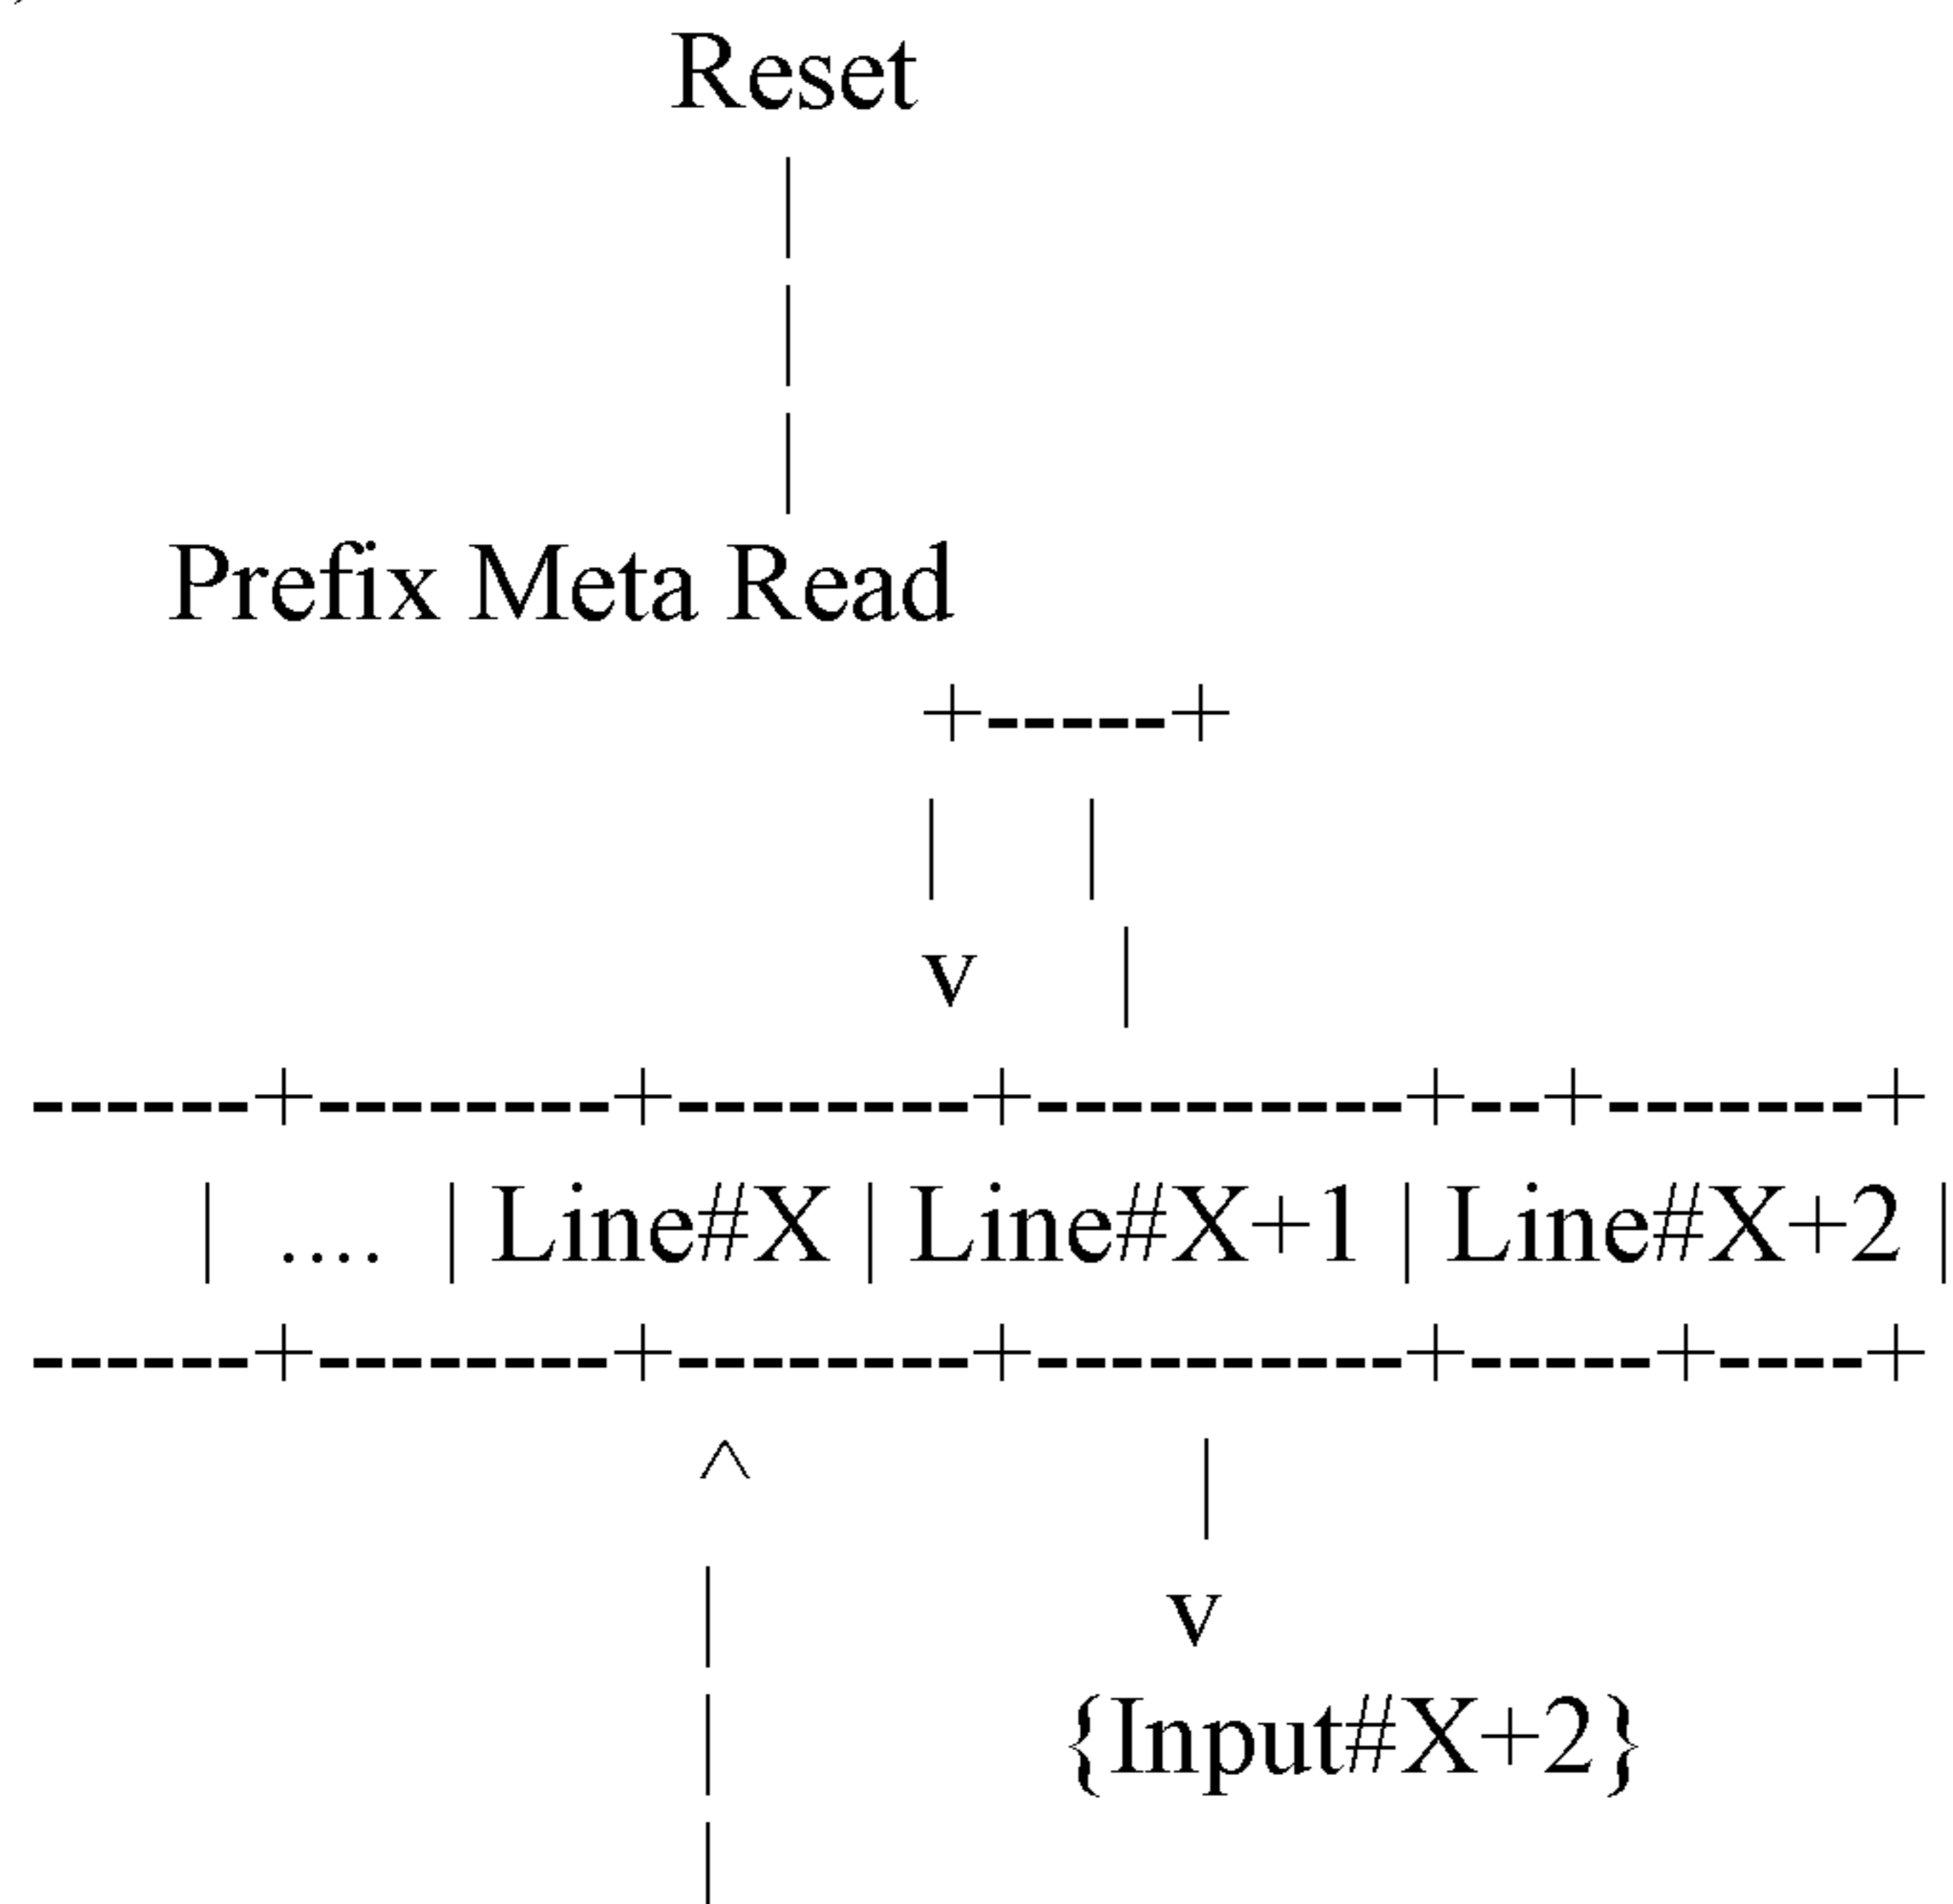 Reset
|
|
|
Prefix Meta Read
+-----+
| |
v |
------+--------+--------+----------+--+-------+
| .... | Line#X | Line#X+1 | Line#X+2 |
------+--------+--------+----------+-----+----+
^ |
| v
| {Input#X+2}
|